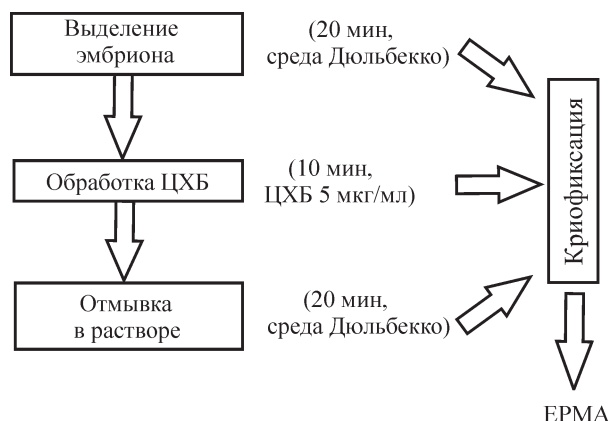 Выделение
эмбриона
(20 мин,
среда Дюльбекко)
Обработка ЦХБ
(10 мин,
ЦХБ 5 мкг/мл)
Отмывка
в растворе
(20 мин,
среда Дюльбекко)
Криофиксация
ЕРМА